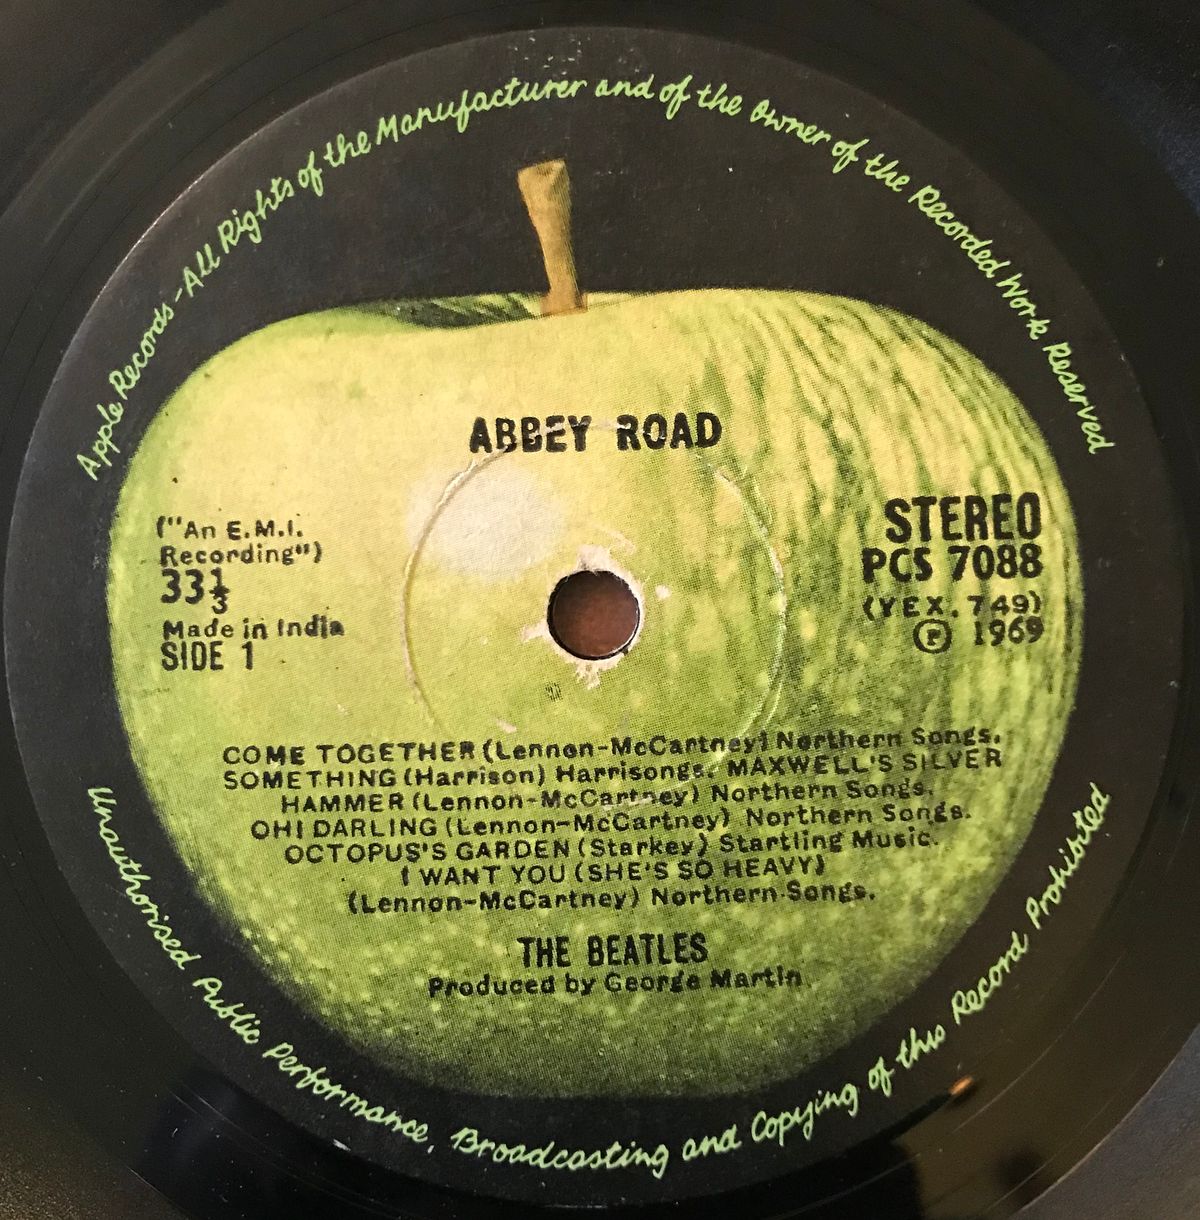 Apple Records-All Rights of the Manufacturer and of the Owner of the Recorded Work Reserved
ABBEY ROAD
("An E.M.I.
Recording")
33⅓
Made in India
SIDE 1
STEREO
PCS 7088
(YEX. 749)
Ⓟ 1969
COME TOGETHER (Lennon-McCartney) Northern Songs.
SOMETHING (Harrison) Harrisongs. MAXWELL'S SILVER
HAMMER (Lennon-McCartney) Northern Songs.
OH! DARLING (Lennon-McCartney) Northern Songs.
OCTOPUS'S GARDEN (Starkey) Startling Music.
I WANT YOU (SHE'S SO HEAVY)
(Lennon-McCartney) Northern Songs.
THE BEATLES
Produced by George Martin.
Unauthorised Public Performance, Broadcasting and Copying of this Record Prohibited